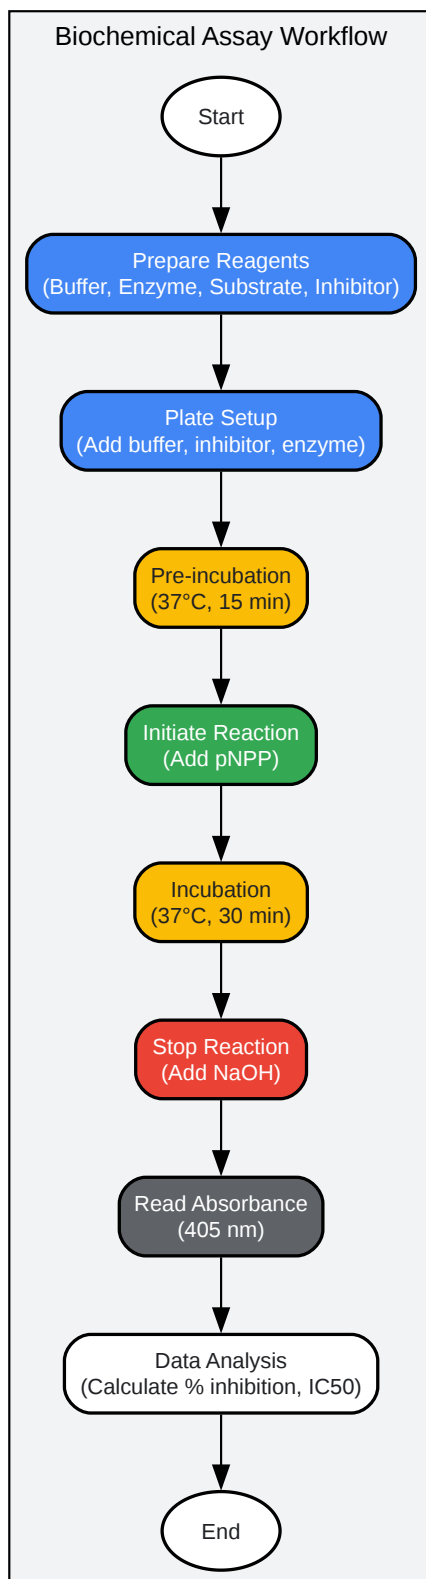 Biochemical Assay Workflow
Start
Prepare Reagents
(Buffer, Enzyme, Substrate, Inhibitor)
Plate Setup
(Add buffer, inhibitor, enzyme)
Pre-incubation
(37°C, 15 min)
Initiate Reaction
(Add pNPP)
Incubation
(37°C, 30 min)
Stop Reaction
(Add NaOH)
Read Absorbance
(405 nm)
Data Analysis
(Calculate % inhibition, IC50)
End